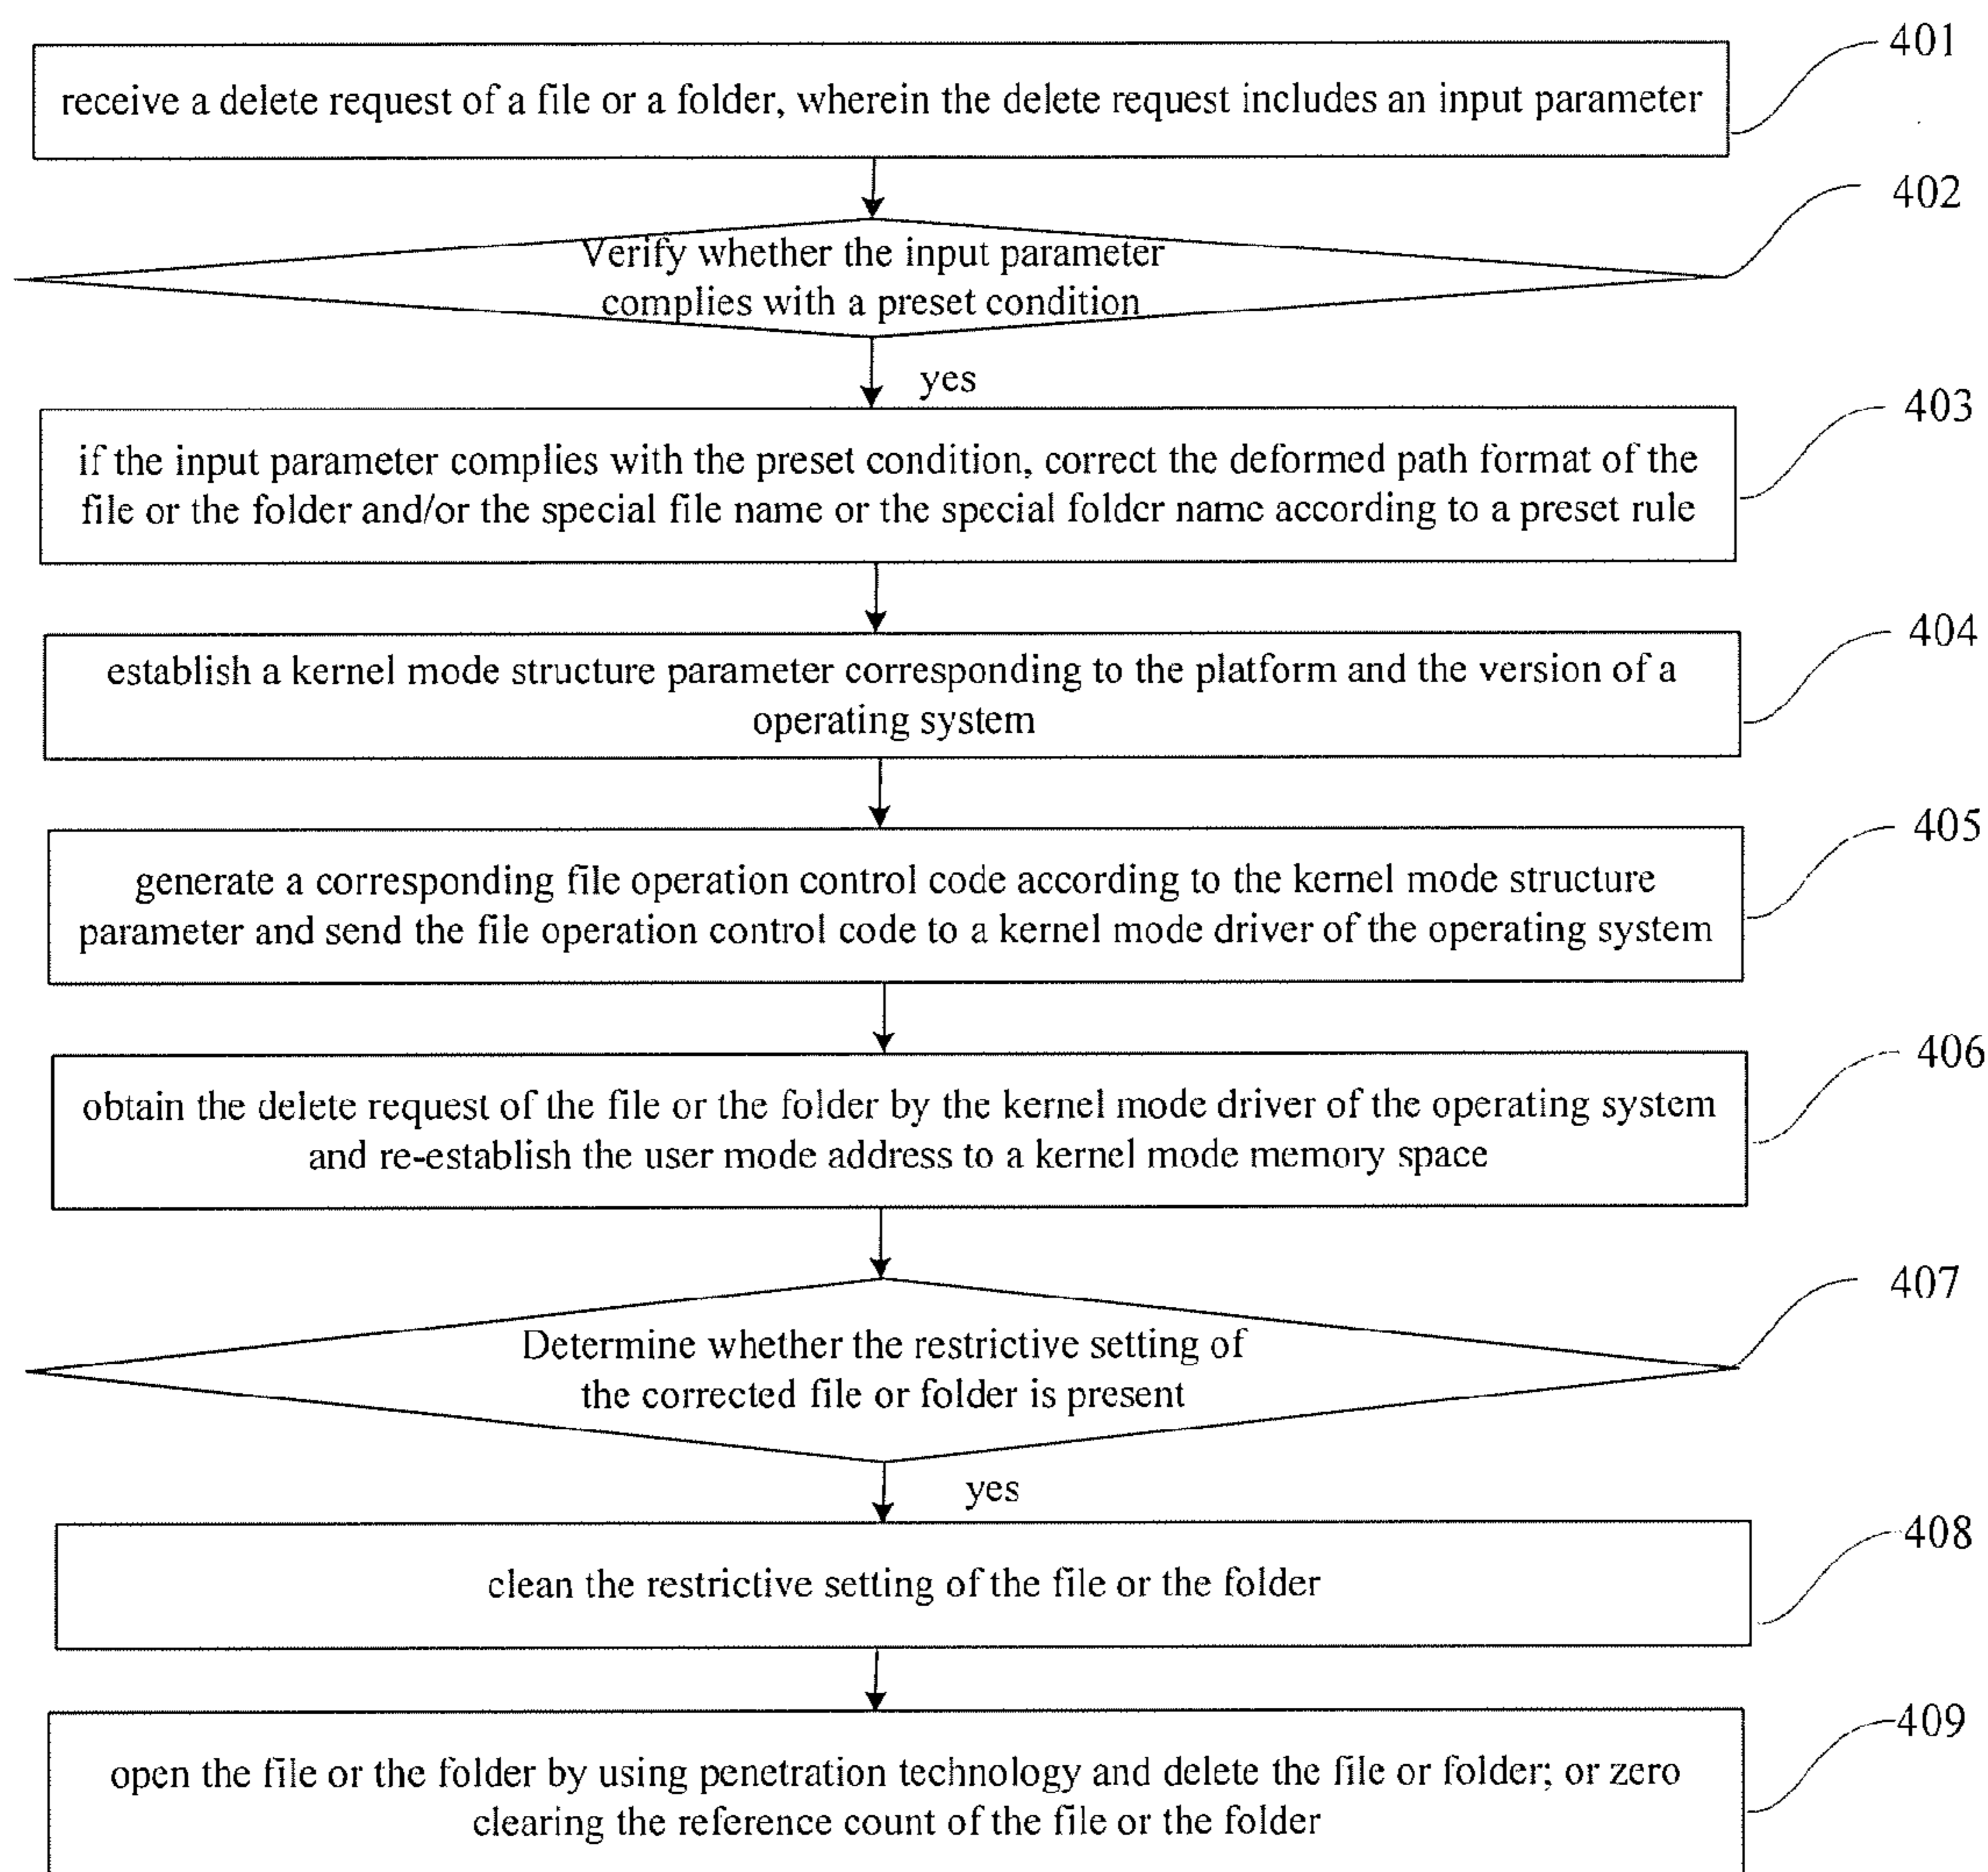 401
receive a delete request of a file or a folder, wherein the delete request includes an input parameter
402
Verify whether the input parameter
complies with a preset condition
yes
403
if the input parameter complies with the preset condition, correct the deformed path format of the
file or the folder and/or the special file name or the special folder name according to a preset rule
404
establish a kernel mode structure parameter corresponding to the platform and the version of a
operating system
405
generate a corresponding file operation control code according to the kernel mode structure
parameter and send the file operation control code to a kernel mode driver of the operating system
406
obtain the delete request of the file or the folder by the kernel mode driver of the operating system
and re-establish the user mode address to a kernel mode memory space
407
Determine whether the restrictive setting of
the corrected file or folder is present
yes
408
clean the restrictive setting of the file or the folder
409
open the file or the folder by using penetration technology and delete the file or folder; or zero
clearing the reference count of the file or the folder